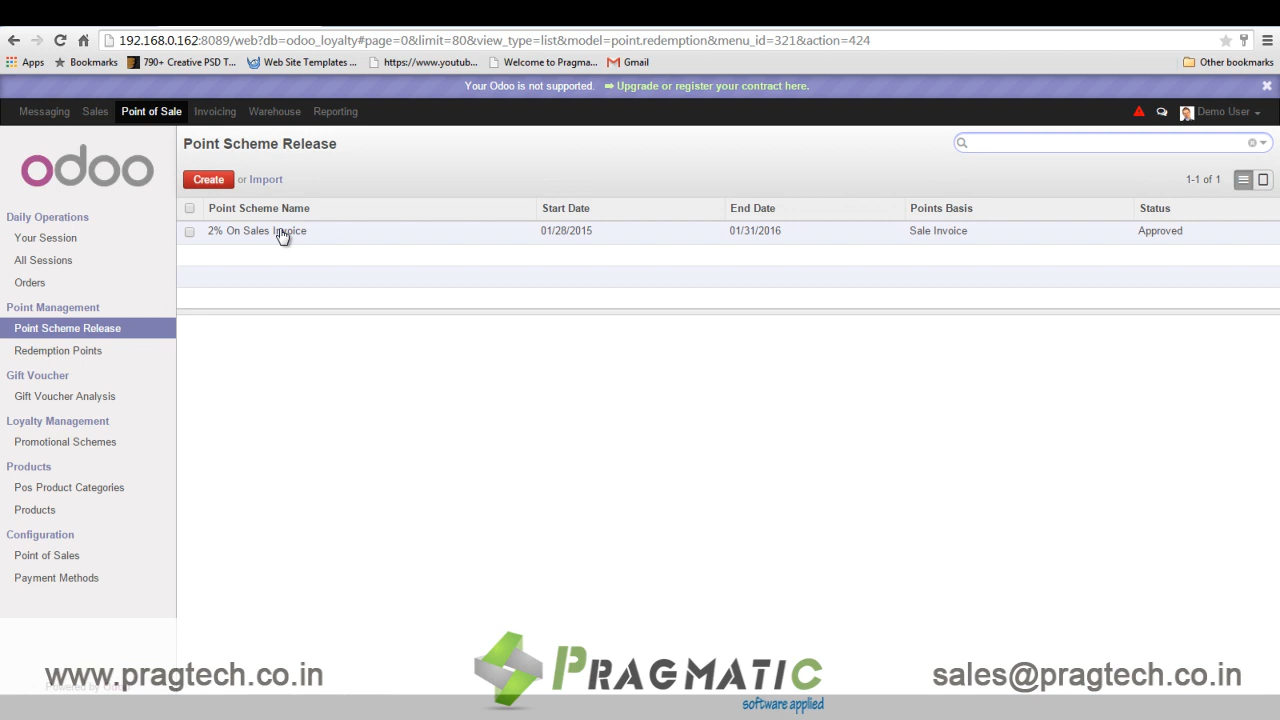 192.168.0.162:8089/web?db=odoo_loyalty#page=0&limit=80&view_type=list&model=point.redemption&menu_id=321&action=424
Apps Bookmarks 790+ Creative PSD T... Web Site Templates ... https://www.youtub... Welcome to Pragma... Gmail Other bookmarks
Your Odoo is not supported. Upgrade or register your contract here.
Messaging Sales Point of Sale Invoicing Warehouse Reporting Demo User
odoo
Point Scheme Release
Create or Import 1-1 of 1
Point Scheme Name Start Date End Date Points Basis Status
2% On Sales Invoice 01/28/2015 01/31/2016 Sale Invoice Approved
Daily Operations
Your Session
All Sessions
Orders
Point Management
Point Scheme Release
Redemption Points
Gift Voucher
Gift Voucher Analysis
Loyalty Management
Promotional Schemes
Products
Pos Product Categories
Products
Configuration
Point of Sales
Payment Methods
Powered by Odoo
www.pragtech.co.in
PRAGMATIC
software applied
sales@pragtech.co.in